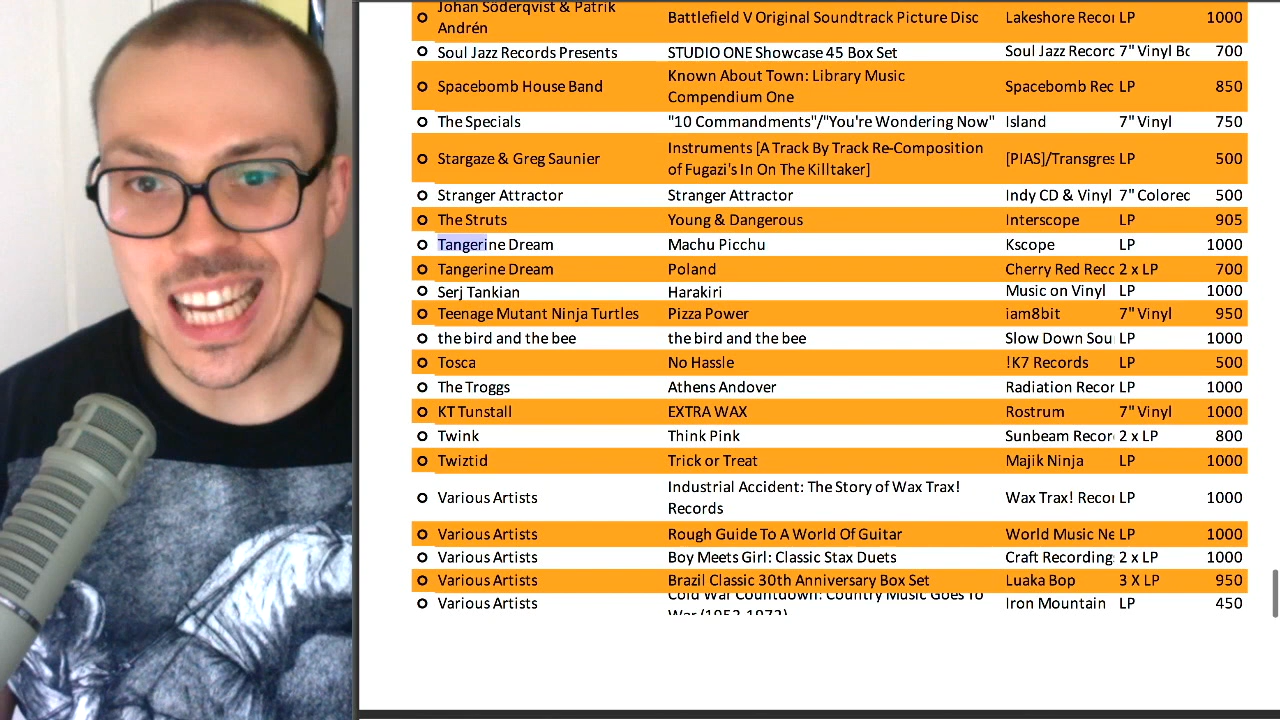 Johan Söderqvist & Patrik
Andrén
Battlefield V Original Soundtrack Picture Disc
Lakeshore Recor LP 1000
Soul Jazz Records Presents STUDIO ONE Showcase 45 Box Set Soul Jazz Record 7" Vinyl Bo 700
Spacebomb House Band
Known About Town: Library Music
Compendium One
Spacebomb Rec LP 850
The Specials "10 Commandments"/"You're Wondering Now" Island 7" Vinyl 750
Stargaze & Greg Saunier
Instruments [A Track By Track Re-Composition
of Fugazi's In On The Killtaker]
[PIAS]/Transgres LP 500
Stranger Attractor Stranger Attractor Indy CD & Vinyl 7" Colored 500
The Struts Young & Dangerous Interscope LP 905
Tangerine Dream Machu Picchu Kscope LP 1000
Tangerine Dream Poland Cherry Red Reco 2 x LP 700
Serj Tankian Harakiri Music on Vinyl LP 1000
Teenage Mutant Ninja Turtles Pizza Power iam8bit 7" Vinyl 950
the bird and the bee the bird and the bee Slow Down Sou LP 1000
Tosca No Hassle !K7 Records LP 500
The Troggs Athens Andover Radiation Recor LP 1000
KT Tunstall EXTRA WAX Rostrum 7" Vinyl 1000
Twink Think Pink Sunbeam Recor 2 x LP 800
Twiztid Trick or Treat Majik Ninja LP 1000
Various Artists
Industrial Accident: The Story of Wax Trax!
Records
Wax Trax! Recor LP 1000
Various Artists Rough Guide To A World Of Guitar World Music Ne LP 1000
Various Artists Boy Meets Girl: Classic Stax Duets Craft Recording: 2 x LP 1000
Various Artists Brazil Classic 30th Anniversary Box Set Luaka Bop 3 X LP 950
Various Artists
Cold War Countdown: Country Music Goes To
War (1952-1972)
Iron Mountain LP 450